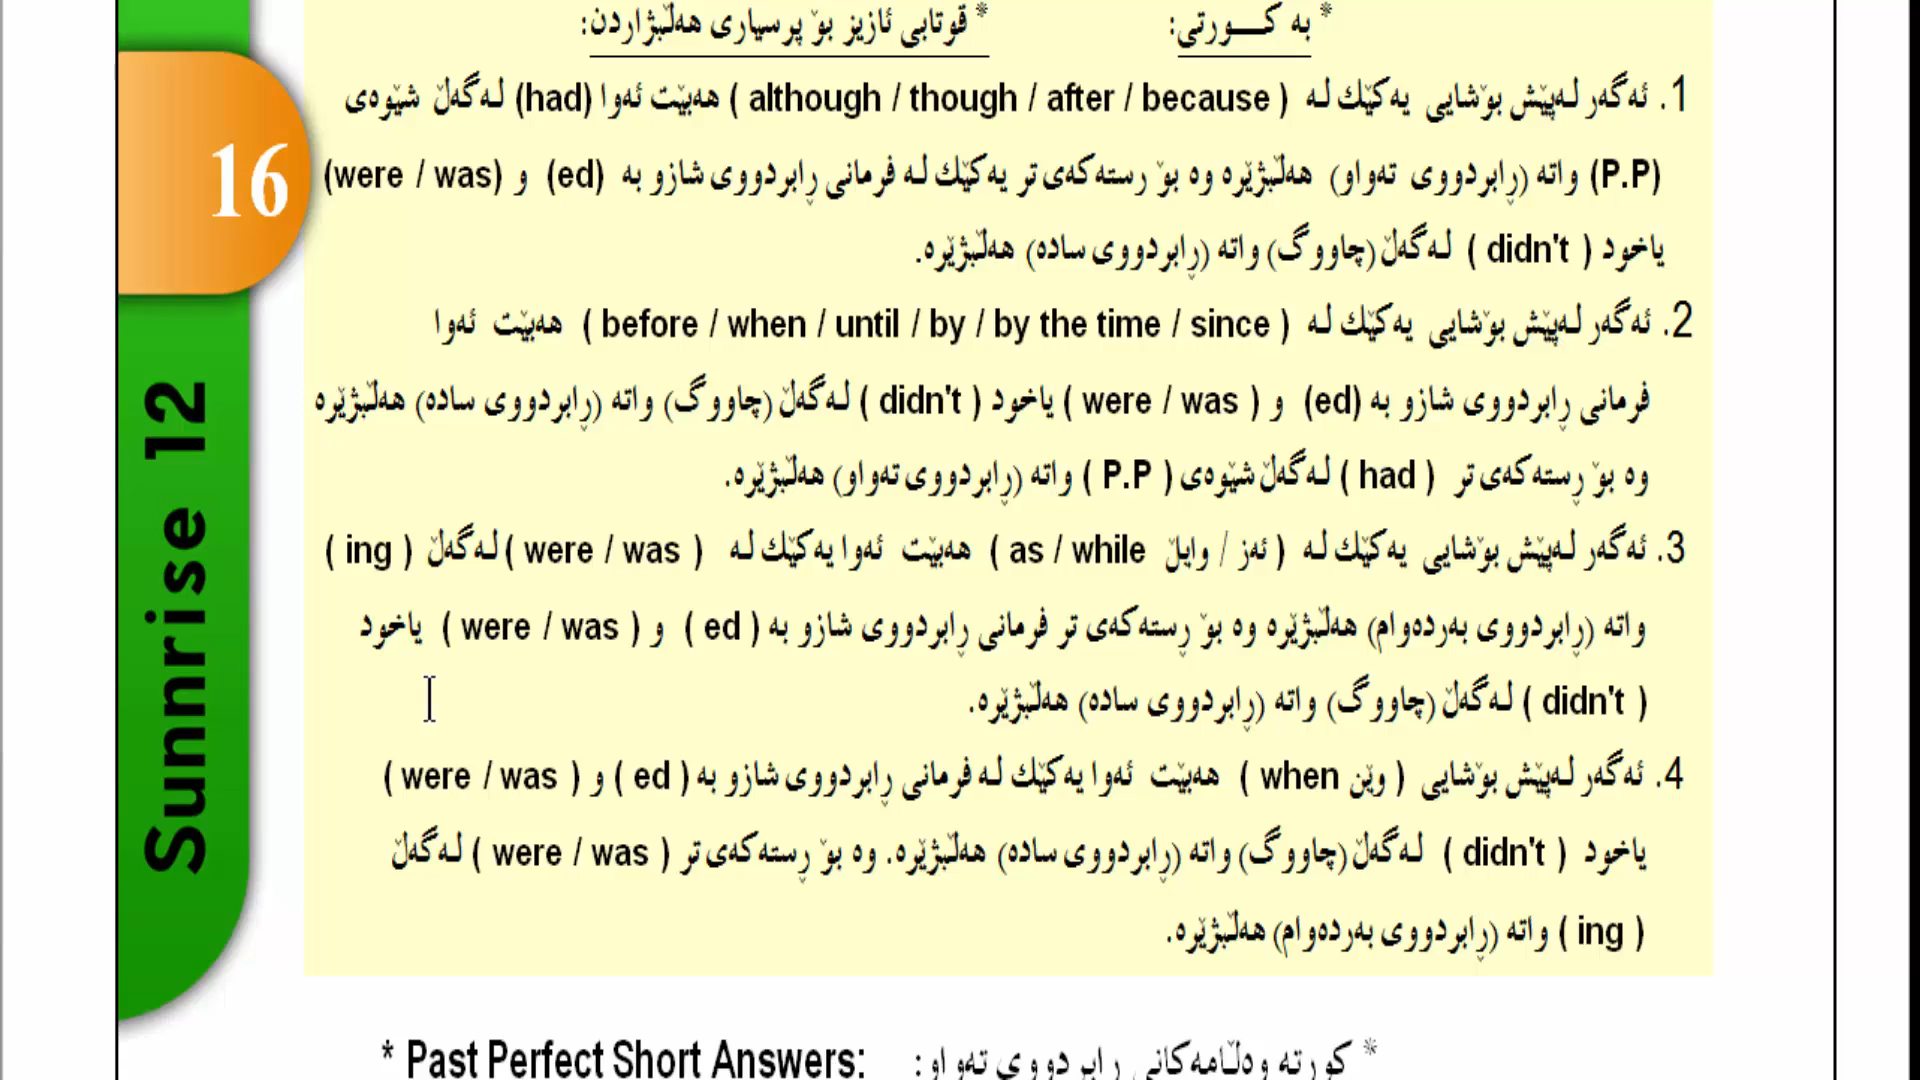 * بە کـــورتی: * قوتابی ئازیز بۆ پرسیاری هەڵبژاردن:
1. ئەگەر لەپێش بۆشایی یەکێك لە ( although / though / after / because ) هەبێت ئەوا (had) لەگەڵ شێوەی
(P.P) واتە (ڕابردووی تەواو) هەڵبژێرە وە بۆ رستەکەی تر یەکێك لە فرمانی ڕابردووی شازو بە (ed) و (were / was)
یاخود ( didn't ) لەگەڵ (چاووگ) واتە (ڕابردووی سادە) هەڵبژێرە.
2. ئەگەر لەپێش بۆشایی یەکێك لە ( before / when / until / by / by the time / since ) هەبێت ئەوا
فرمانی ڕابردووی شازو بە (ed) و ( were / was ) یاخود ( didn't ) لەگەڵ (چاووگ) واتە (ڕابردووی سادە) هەڵبژێرە
وە بۆ ڕستەکەی تر ( had ) لەگەڵ شێوەی ( P.P ) واتە (ڕابردووی تەواو) هەڵبژێرە.
3. ئەگەر لەپێش بۆشایی یەکێك لە ( ئەز / وایڵ as / while ) هەبێت ئەوا یەکێك لە ( were / was ) لەگەڵ ( ing )
واتە (ڕابردووی بەردەوام) هەڵبژێرە وە بۆ ڕستەکەی تر فرمانی ڕابردووی شازو بە ( ed ) و ( were / was ) یاخود
( didn't ) لەگەڵ (چاووگ) واتە (ڕابردووی سادە) هەڵبژێرە.
4. ئەگەر لەپێش بۆشایی ( وێن when ) هەبێت ئەوا یەکێك لە فرمانی ڕابردووی شازو بە ( ed ) و ( were / was )
یاخود ( didn't ) لەگەڵ (چاووگ) واتە (ڕابردووی سادە) هەڵبژێرە. وە بۆ ڕستەکەی تر ( were / was ) لەگەڵ
( ing ) واتە (ڕابردووی بەردەوام) هەڵبژێرە.
* Past Perfect Short Answers: * کورتە وەڵامەکانی ڕابردووی تەواو :
16
Sunnrise 12